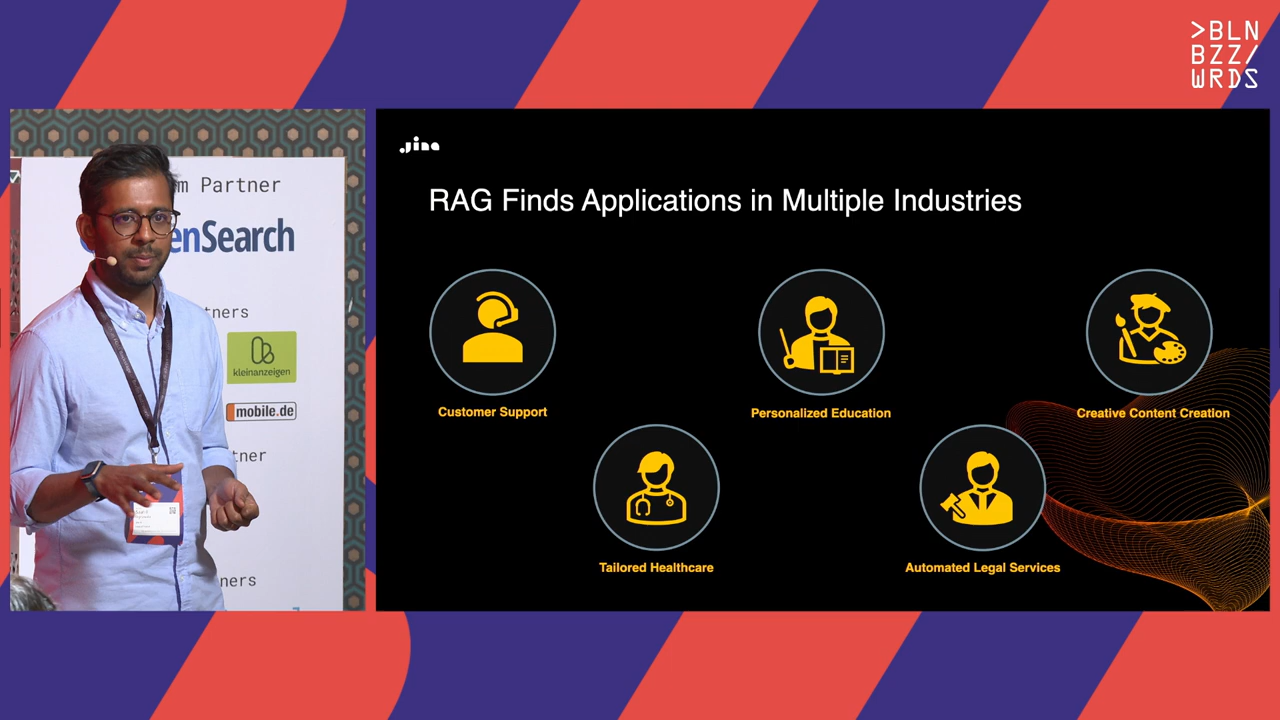 >BLN
BZZ/
WRDS
m Partner
enSearch
tners
kleinanzeigen
mobile.de
tner
ners
Jina
RAG Finds Applications in Multiple Industries
Customer Support
Personalized Education
Creative Content Creation
Tailored Healthcare
Automated Legal Services